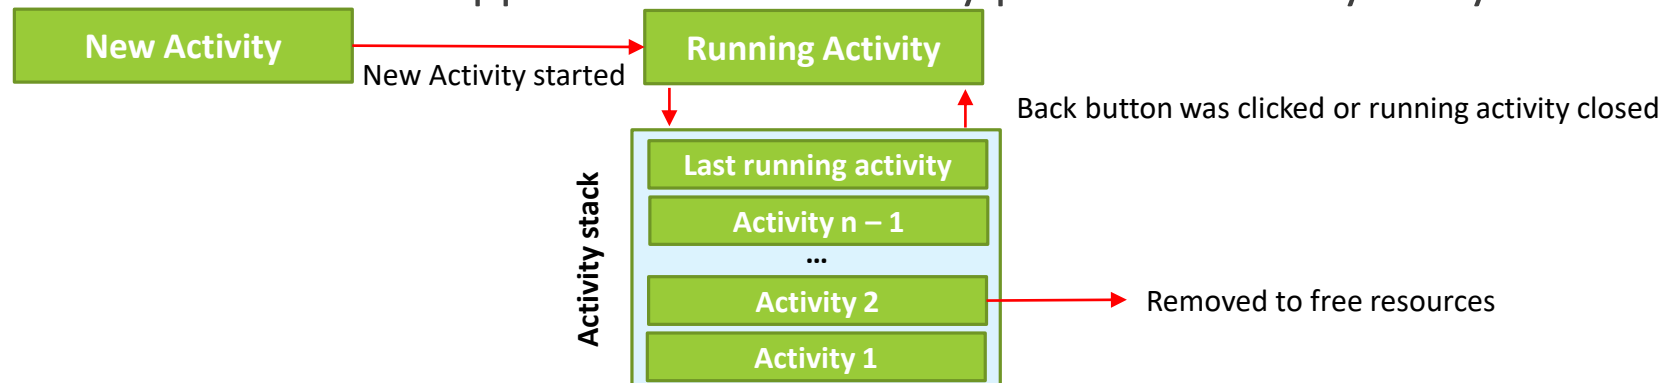 New Activity
Running Activity
New Activity started
Back button was clicked or running activity closed
Activity stack
Last running activity
Activity n – 1
...
Activity 2
Removed to free resources
Activity 1